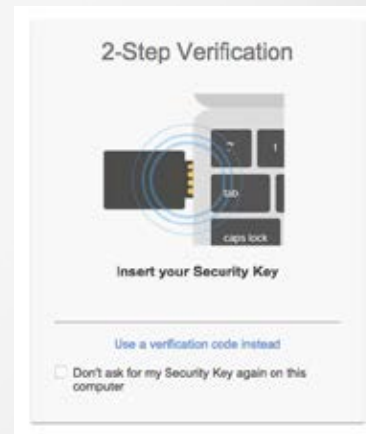 2-Step Verification
~
!
tab
caps lock
Insert your Security Key
Use a verification code instead
Don't ask for my Security Key again on this
computer